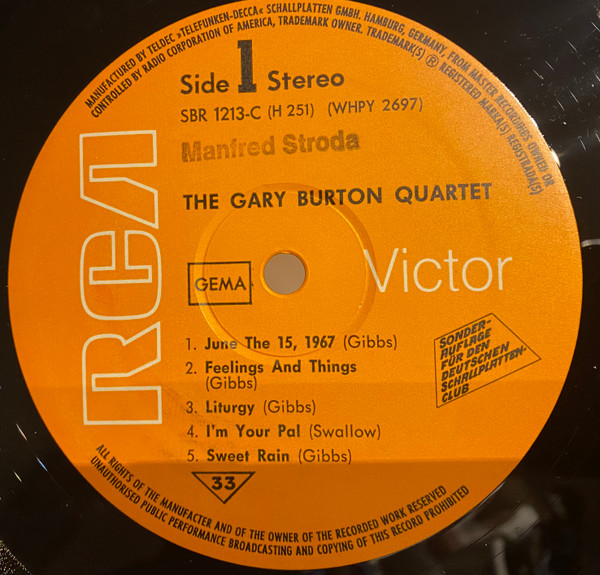 MANUFACTURED BY TELDEC »TELEFUNKEN-DECCA« SCHALLPLATTEN GMBH. HAMBURG, GERMANY, FROM MASTER RECORDINGS OWNED OR
CONTROLLED BY RADIO CORPORATION OF AMERICA, TRADEMARK OWNER. TRADEMARK(S) ® REGISTERED MARKA(S) REGISTRADA(S)
Side 1 Stereo
SBR 1213-C (H 251) (WHPY 2697)
Manfred Stroda
THE GARY BURTON QUARTET
RCA
Victor
GEMA
1. June The 15, 1967 (Gibbs)
2. Feelings And Things
(Gibbs)
3. Liturgy (Gibbs)
4. I'm Your Pal (Swallow)
5. Sweet Rain (Gibbs)
SONDER-
AUFLAGE
FÜR DEN
DEUTSCHEN
SCHALLPLATTEN-
CLUB
33
ALL RIGHTS OF THE MANUFACTER AND OF THE OWNER OF THE RECORDED WORK RESERVED
UNAUTHORISED PUBLIC PERFORMANCE BROADCASTING AND COPYING OF THIS RECORD PROHIBITED